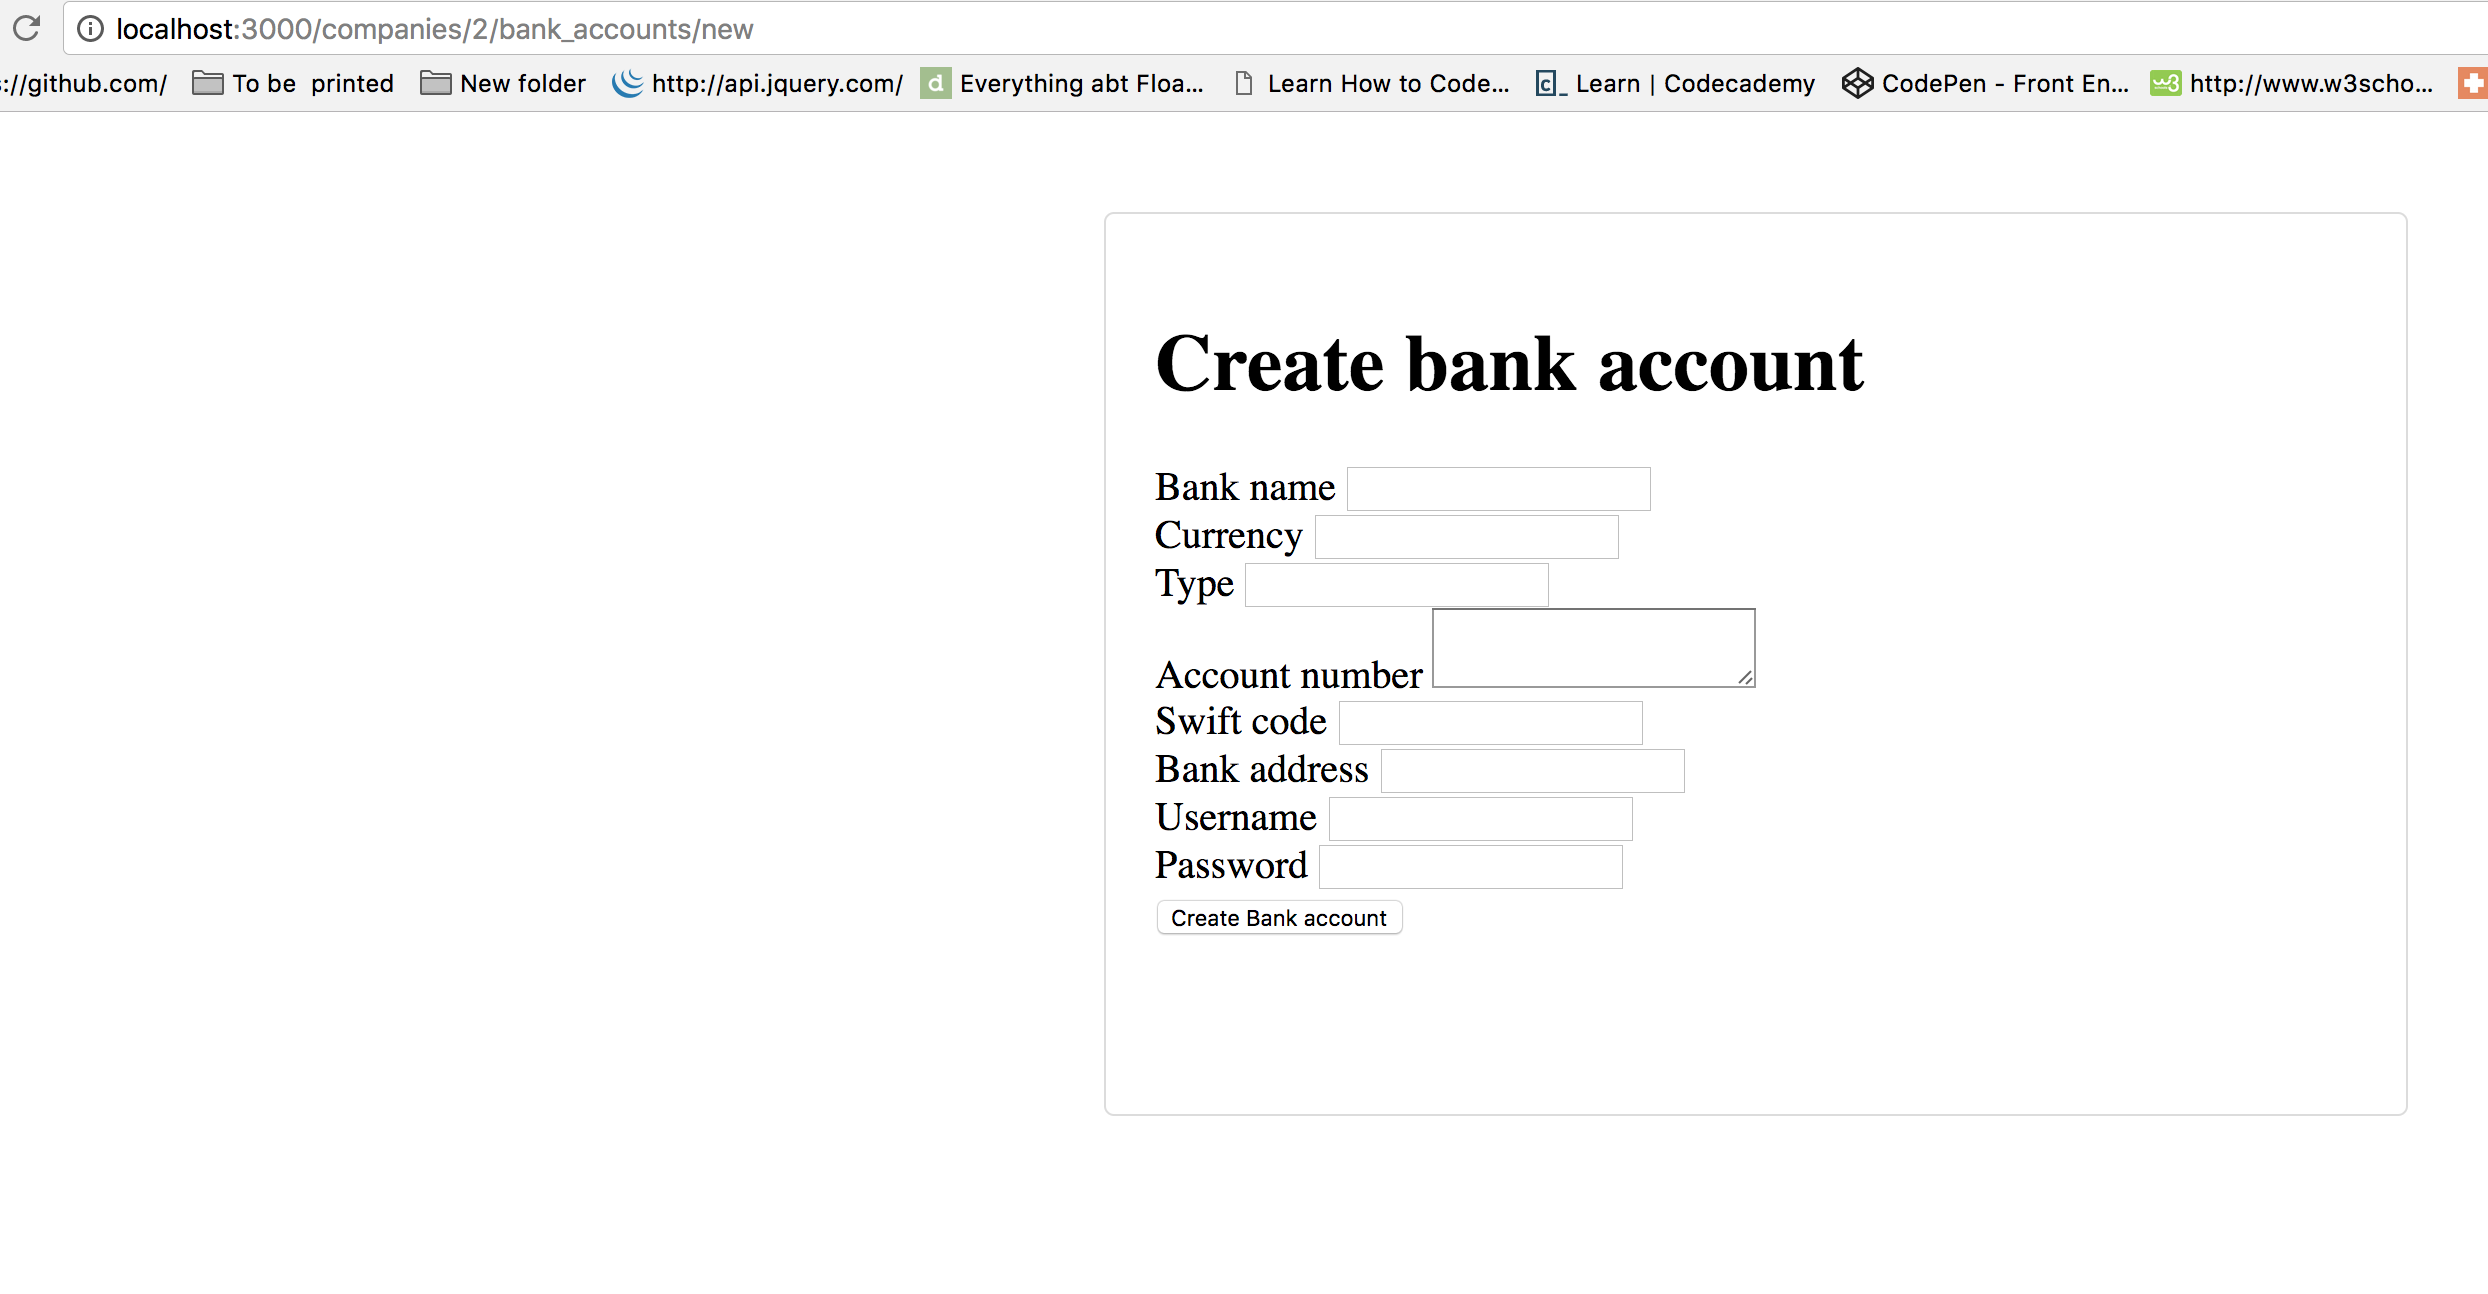 localhost:3000/companies/2/bank_accounts/new
://github.com/ To be printed New folder http://api.jquery.com/ d Everything abt Floa... Learn How to Code... c_ Learn | Codecademy CodePen - Front En... w3 http://www.w3scho...
Create bank account
Bank name
Currency
Type
Account number
Swift code
Bank address
Username
Password
Create Bank account